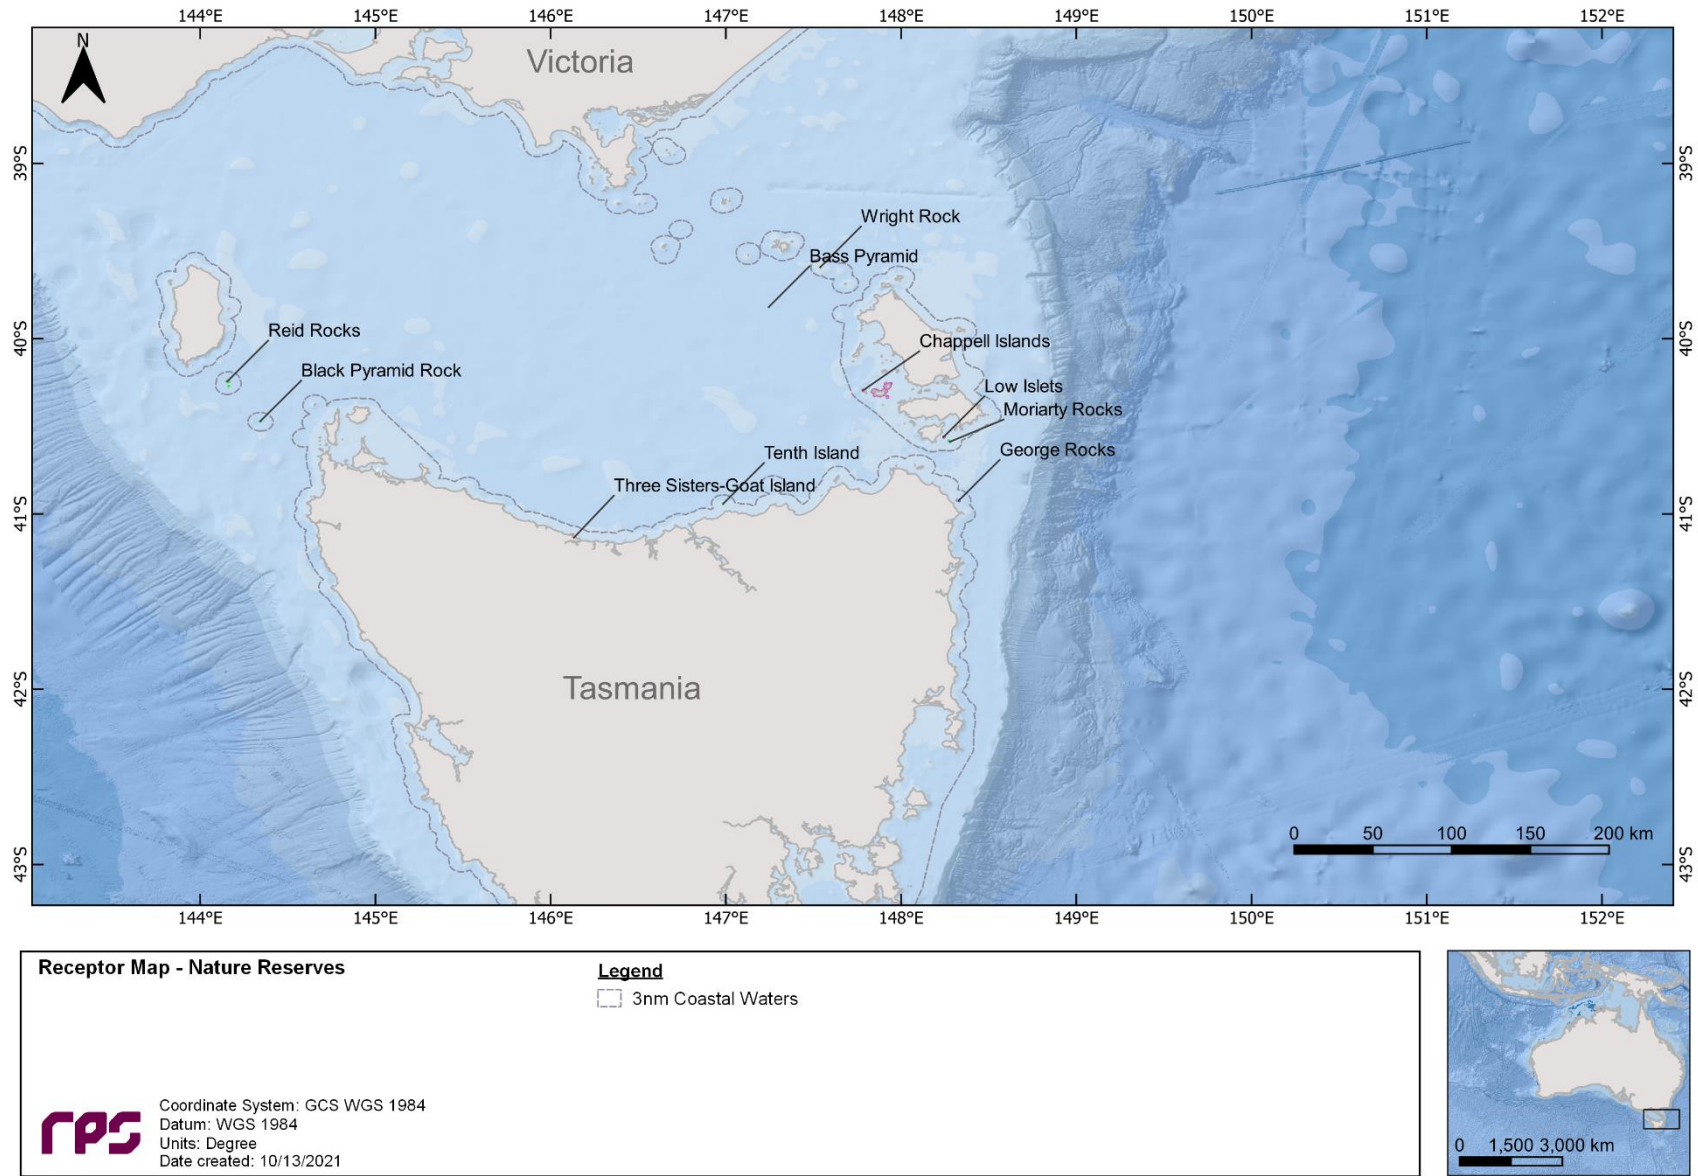 144°E 145°E 146°E 147°E 148°E 149°E 150°E 151°E 152°E
N
Victoria
39°S 39°S
Wright Rock
Bass Pyramid
Reid Rocks
40°S 40°S
Chappell Islands
Black Pyramid Rock
Low Islets
Moriarty Rocks
George Rocks
Tenth Island
Three Sisters-Goat Island
41°S 41°S
Tasmania
42°S 42°S
0 50 100 150 200 km
43°S 43°S
144°E 145°E 146°E 147°E 148°E 149°E 150°E 151°E 152°E
Receptor Map - Nature Reserves
Legend
3nm Coastal Waters
rps
Coordinate System: GCS WGS 1984
Datum: WGS 1984
Units: Degree
Date created: 10/13/2021
0 1,500 3,000 km